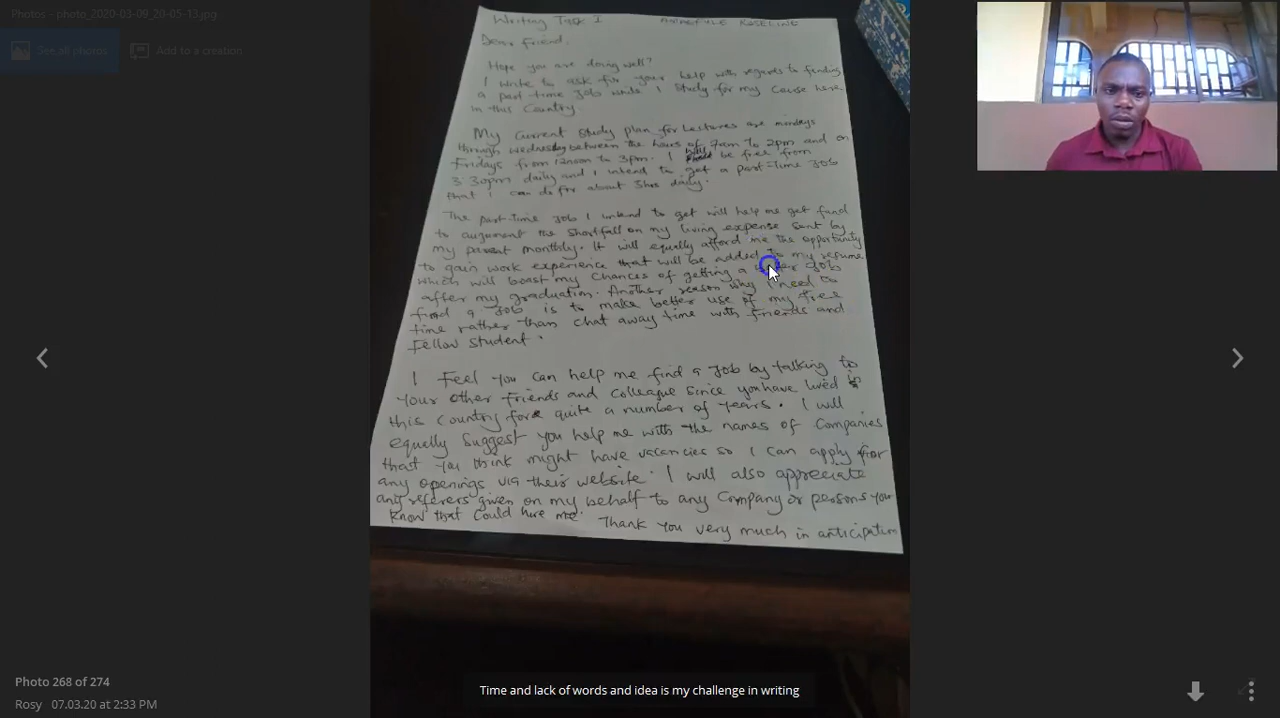 Photos - photo_2020-03-09_20-05-13.jpg
See all photos
Add to a creation
Writing Task I ROSELINE
Dear Friend.
Hope you are doing well?
I write to ask for your help with regards to finding
a part time Job while I study for my Cause here
in this Country.
My Current study plan for Lectures are mondays
through wednesday between the hours of 7am to 2pm and on
Fridays from 12noon to 3pm. I will be free from
3:30pm daily and I intend to get a part-time Job
that I can do for about 5hrs daily.
The part-time Job I intend to get will help me get fund
to augment the shortfall on my living expense sent by
my parent monthly. It will equally afford me the opportunity
to gain work experience that will be added to my resume
which will boast my chances of getting a Job
after my graduation. Another reason why I need to
find a Job is to make better use of my free
time rather than chat away time with friends and
Fellow student.
I Feel you can help me find a Job by talking to
your other friends and Colleague since you have lived in
this Country for quite a number of years. I will
equally suggest you help me with the names of Companies
that you think might have vacancies so I can apply for
any openings via their website. I will also appreciate
any referers given on my behalf to any Company or persons you
know that could hire me. Thank you very much in anticipation
Time and lack of words and idea is my challenge in writing
Photo 268 of 274
Rosy 07.03.20 at 2:33 PM